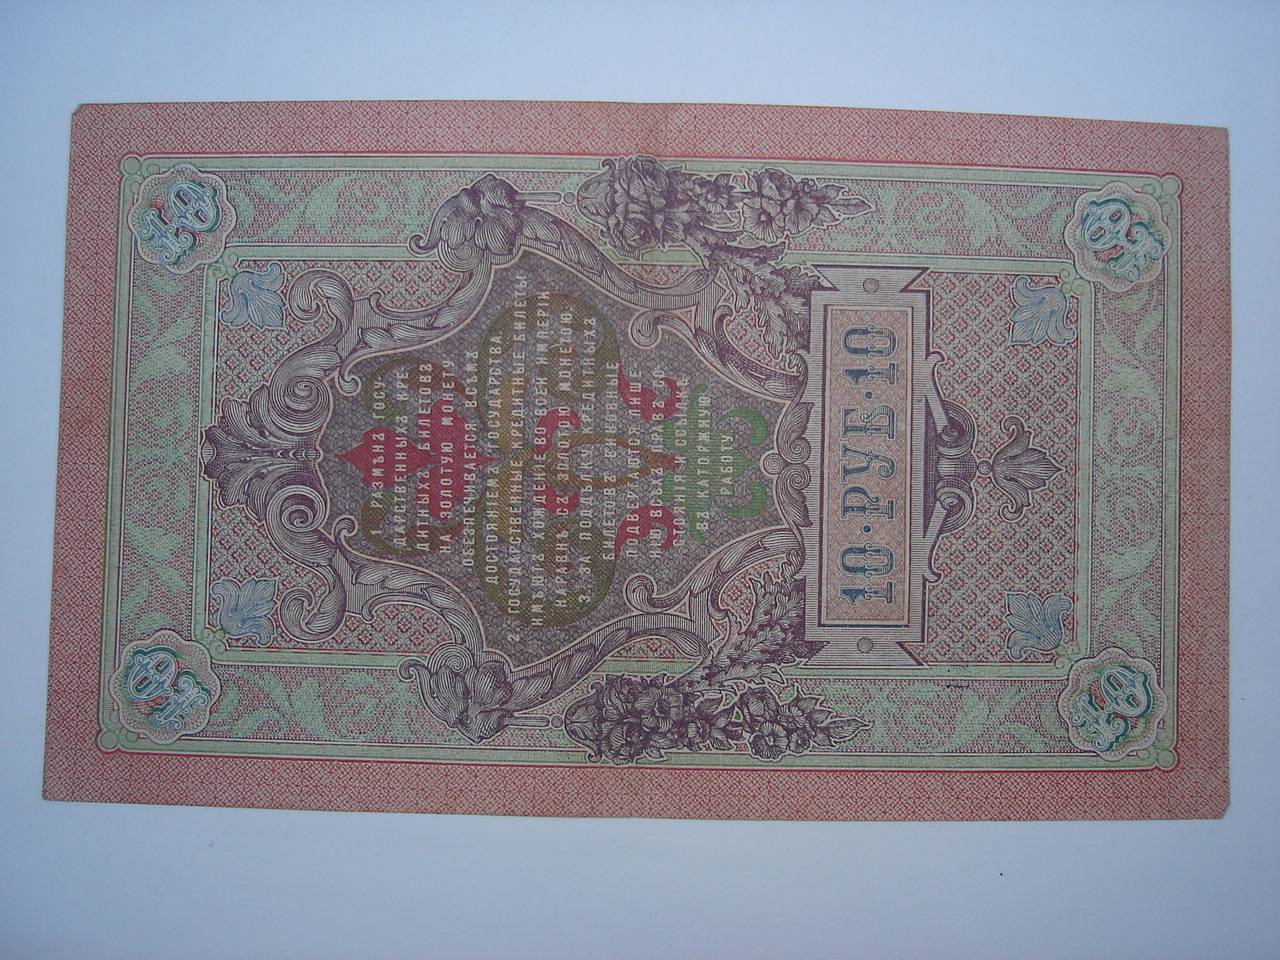 10
10
РАЗМѢНЪ ГОСУ-
ДАРСТВЕННЫХЪ КРЕ-
ДИТНЫХЪ БИЛЕТОВЪ
НА ЗОЛОТУЮ МОНЕТУ
ОБЕЗПЕЧИВАЕТСЯ ВСѢМЪ
ДОСТОЯНІЕМЪ ГОСУДАРСТВА.
2. ГОСУДАРСТВЕННЫЕ КРЕДИТНЫЕ БИЛЕТЫ
ИМѢЮТЪ ХОЖДЕНІЕ ВО ВСЕЙ ИМПЕРІИ
НАРАВНѢ СЪ ЗОЛОТОЮ МОНЕТОЮ.
3. ЗА ПОДДѢЛКУ КРЕДИТНЫХЪ
БИЛЕТОВЪ ВИНОВНЫЕ
ПОДВЕРГАЮТСЯ ЛИШЕ-
НІЮ ВСѢХЪ ПРАВЪ СО-
СТОЯНІЯ И ССЫЛКѢ
ВЪ КАТОРЖНУЮ
РАБОТУ.
10·РУБ·10
10
10